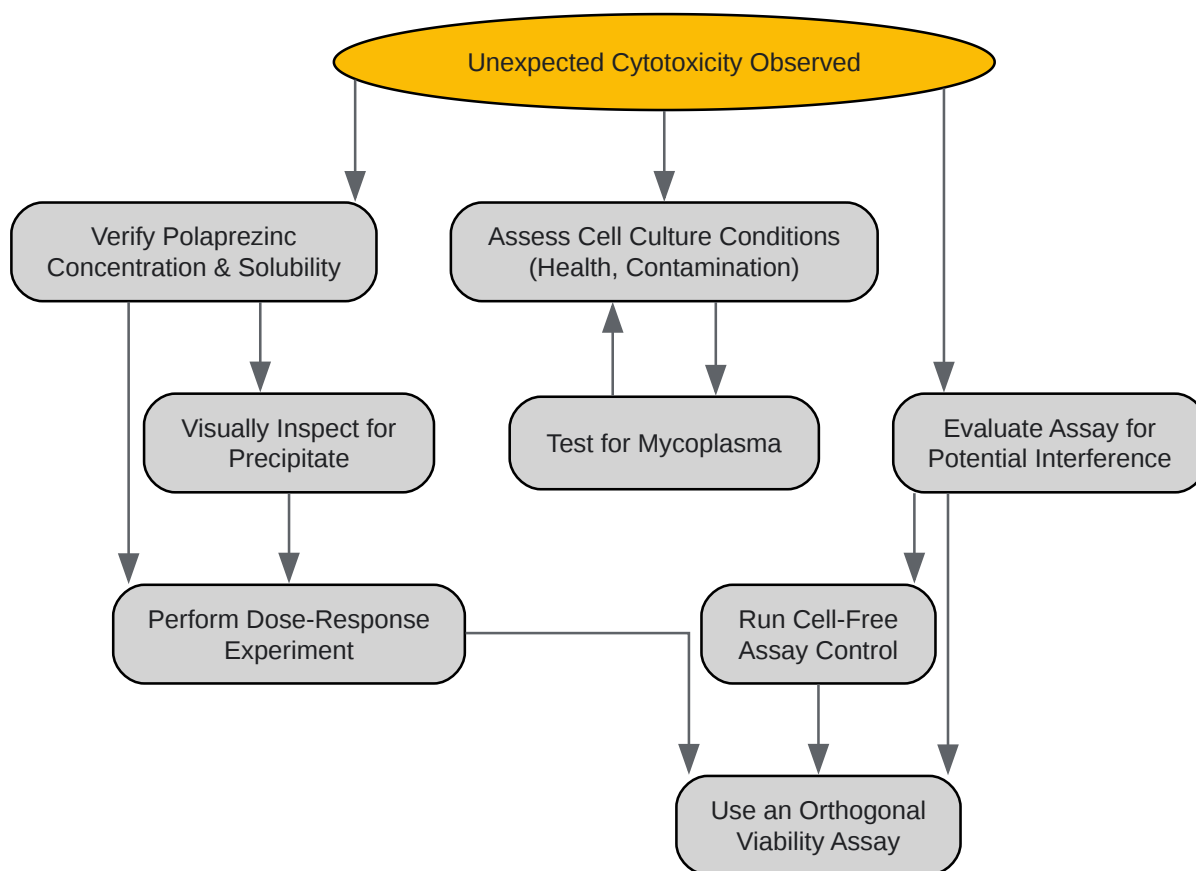 Unexpected Cytotoxicity Observed
Verify Polaprezinc
Concentration & Solubility
Assess Cell Culture Conditions
(Health, Contamination)
Visually Inspect for
Precipitate
Test for Mycoplasma
Evaluate Assay for
Potential Interference
Perform Dose-Response
Experiment
Run Cell-Free
Assay Control
Use an Orthogonal
Viability Assay